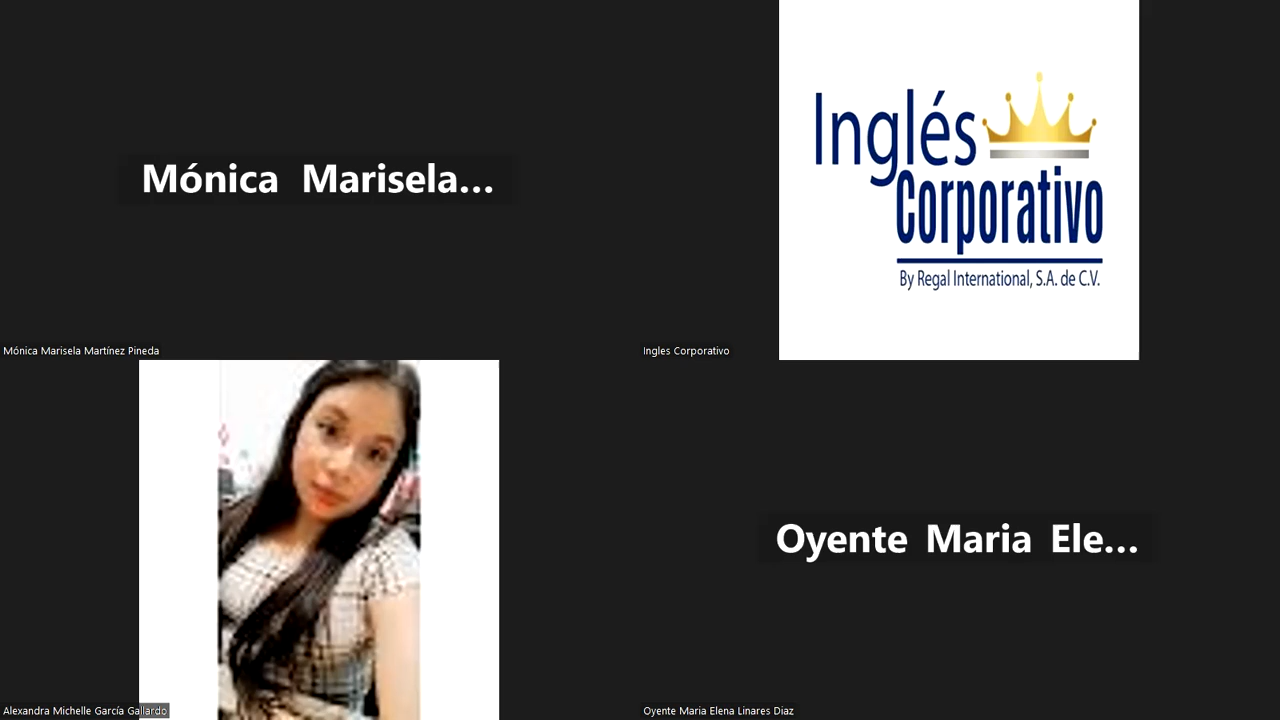 Mónica Marisela...
Mónica Marisela Martínez Pineda
Inglés
Corporativo
By Regal International, S.A. de C.V.
Ingles Corporativo
Alexandra Michelle García Gallardo
Oyente Maria Ele...
Oyente Maria Elena Linares Diaz